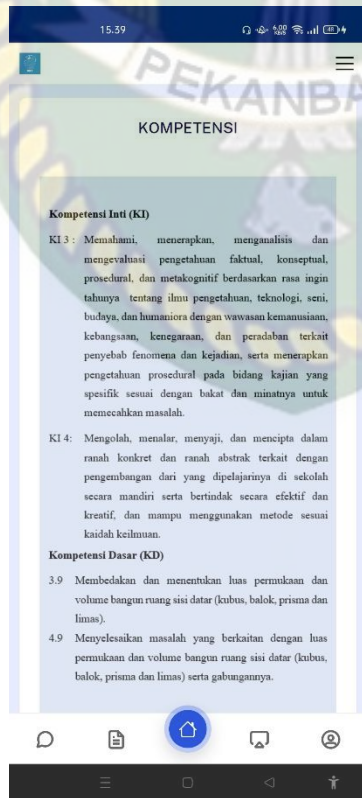 15.39
6.00
KB/S
48
PEKANBA
KOMPETENSI
Kompetensi Inti (KI)
KI 3 : Memahami, menerapkan, menganalisis dan
mengevaluasi pengetahuan faktual, konseptual,
prosedural, dan metakognitif berdasarkan rasa ingin
tahunya tentang ilmu pengetahuan, teknologi, seni,
budaya, dan humaniora dengan wawasan kemanusiaan,
kebangsaan, kenegaraan, dan peradaban terkait
penyebab fenomena dan kejadian, serta menerapkan
pengetahuan prosedural pada bidang kajian yang
spesifik sesuai dengan bakat dan minatnya untuk
memecahkan masalah.
KI 4: Mengolah, menalar, menyaji, dan mencipta dalam
ranah konkret dan ranah abstrak terkait dengan
pengembangan dari yang dipelajarinya di sekolah
secara mandiri serta bertindak secara efektif dan
kreatif, dan mampu menggunakan metode sesuai
kaidah keilmuan.
Kompetensi Dasar (KD)
3.9 Membedakan dan menentukan luas permukaan dan
volume bangun ruang sisi datar (kubus, balok, prisma dan
limas).
4.9 Menyelesaikan masalah yang berkaitan dengan luas
permukaan dan volume bangun ruang sisi datar (kubus,
balok, prisma dan limas) serta gabungannya.